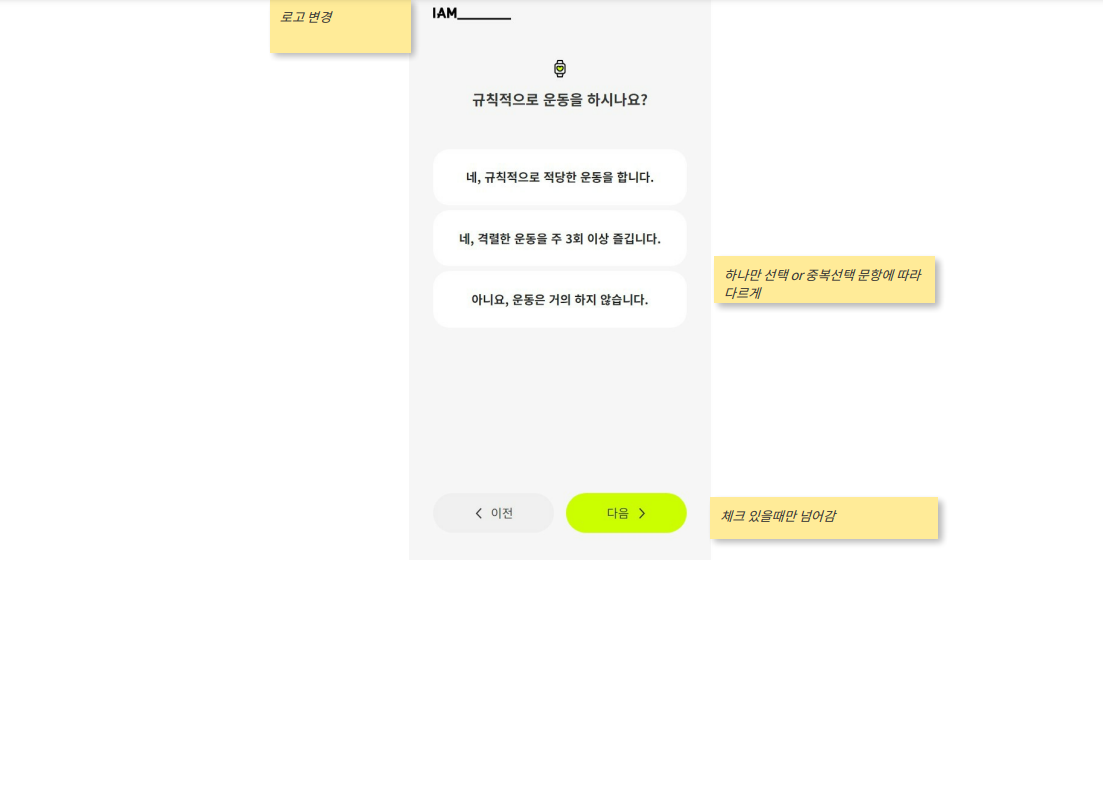 로고 변경
IAM_______
규칙적으로 운동을 하시나요?
네, 규칙적으로 적당한 운동을 합니다.
네, 격렬한 운동을 주 3회 이상 즐깁니다.
하나만 선택 or 중복선택 문항에 따라
다르게
아니요, 운동은 거의 하지 않습니다.
이전
다음
체크 있을때만 넘어감